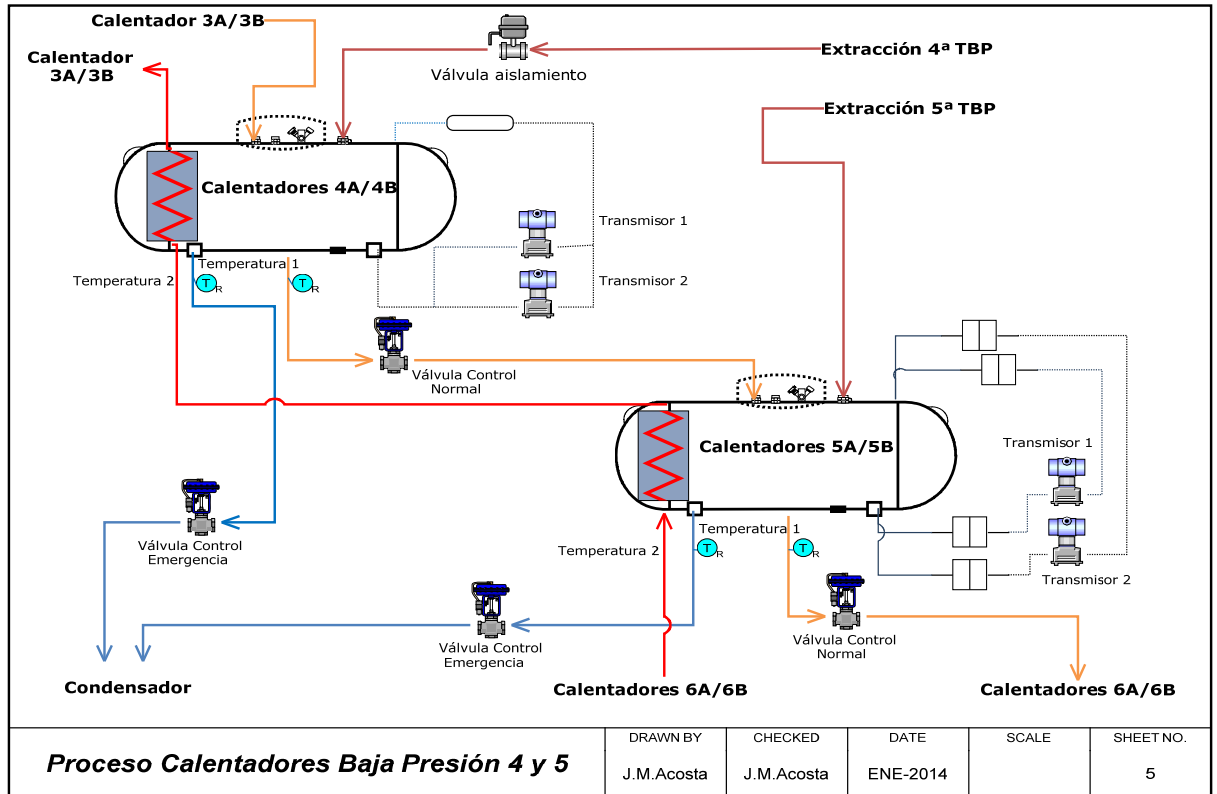 Calentador 3A/3B
Calentador
3A/3B
Válvula aislamiento
Extracción 4ª TBP
Extracción 5ª TBP
Calentadores 4A/4B
Transmisor 1
Transmisor 2
Temperatura 1
Temperatura 2
T
R
T
R
Válvula Control
Normal
Calentadores 5A/5B
Transmisor 1
Transmisor 2
Temperatura 1
Temperatura 2
T
R
T
R
Válvula Control
Emergencia
Válvula Control
Emergencia
Válvula Control
Normal
Condensador
Calentadores 6A/6B
Calentadores 6A/6B
Proceso Calentadores Baja Presión 4 y 5
DRAWN BY
J.M.Acosta
CHECKED
J.M.Acosta
DATE
ENE-2014
SCALE
SHEET NO.
5